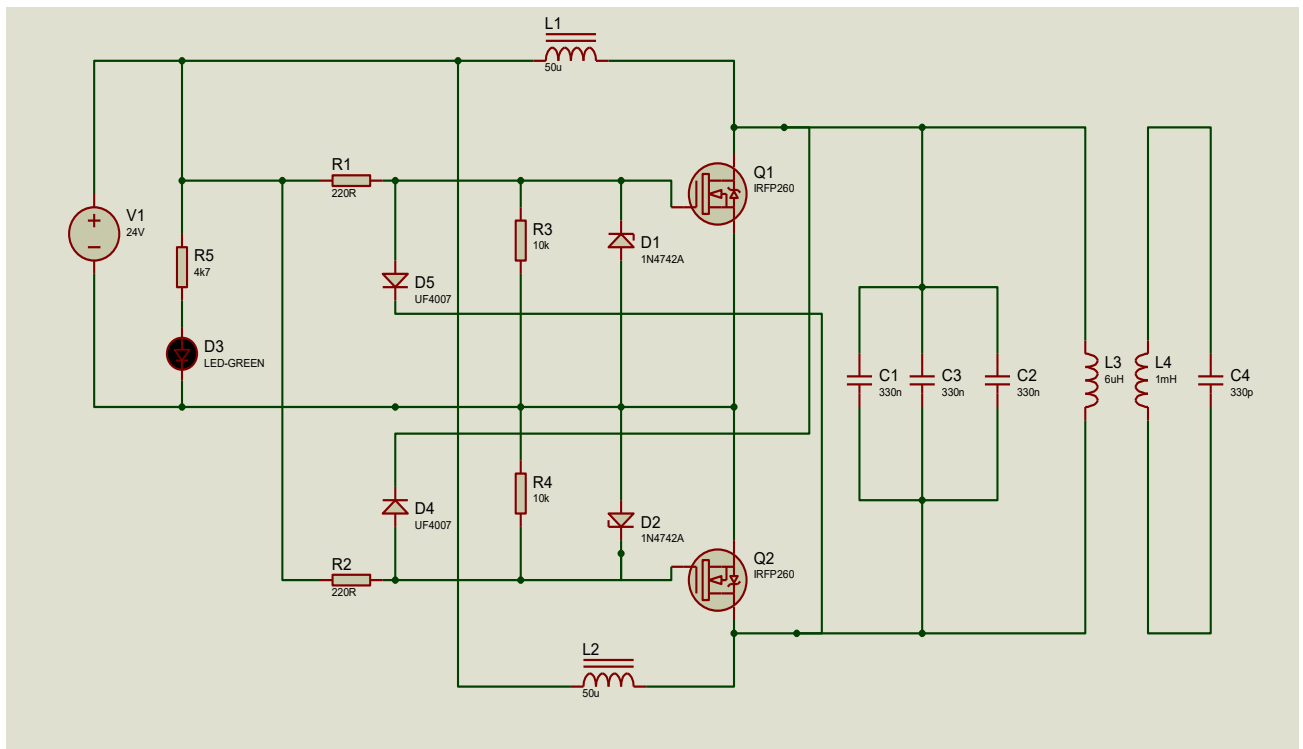 L1
50u
R1
220R
Q1
IRFP260
V1
24V
R5
4k7
R3
10k
D1
1N4742A
D5
UF4007
D3
LED-GREEN
C1
330n
C3
330n
C2
330n
L3
6uH
L4
1mH
C4
330p
R4
10k
D4
UF4007
D2
1N4742A
R2
220R
Q2
IRFP260
L2
50u